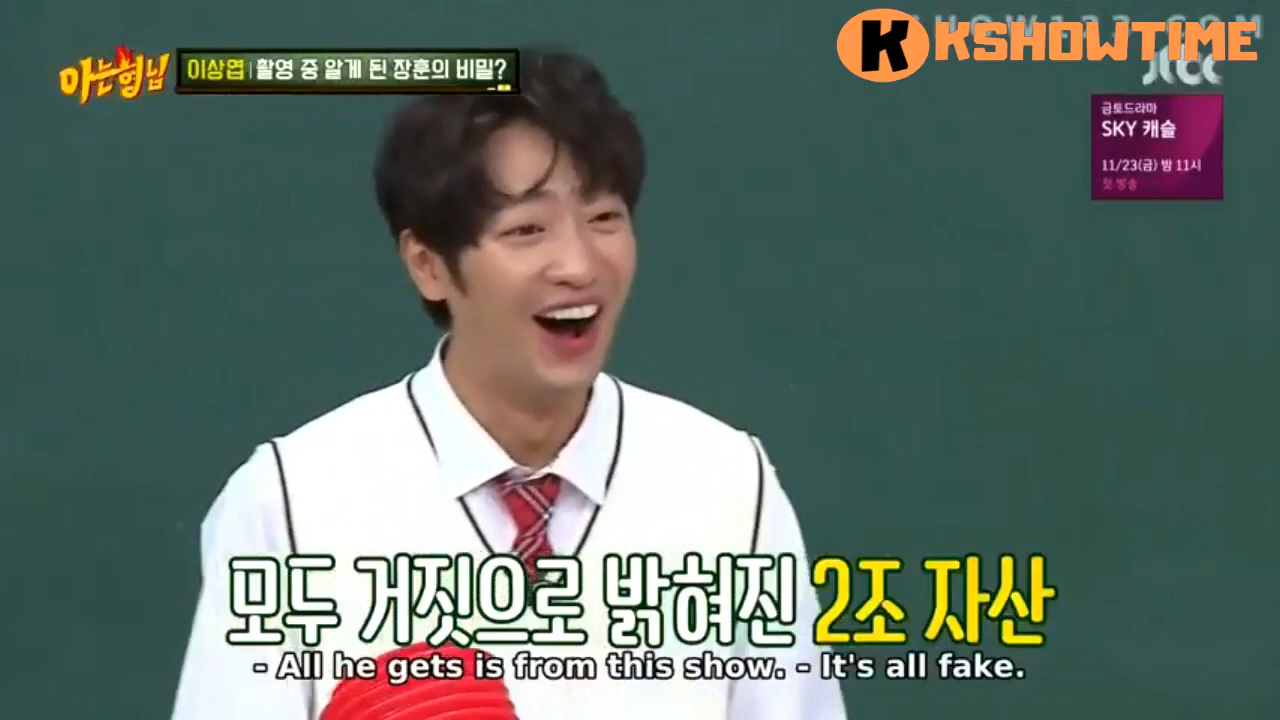 아는형님
이상엽 | 촬영 중 알게 된 장훈의 비밀?
K KSHOWTIME
금토드라마
SKY 캐슬
11/23(금) 밤 11시
첫 방송
모두 거짓으로 밝혀진 2조 자산
- All he gets is from this show. - It's all fake.